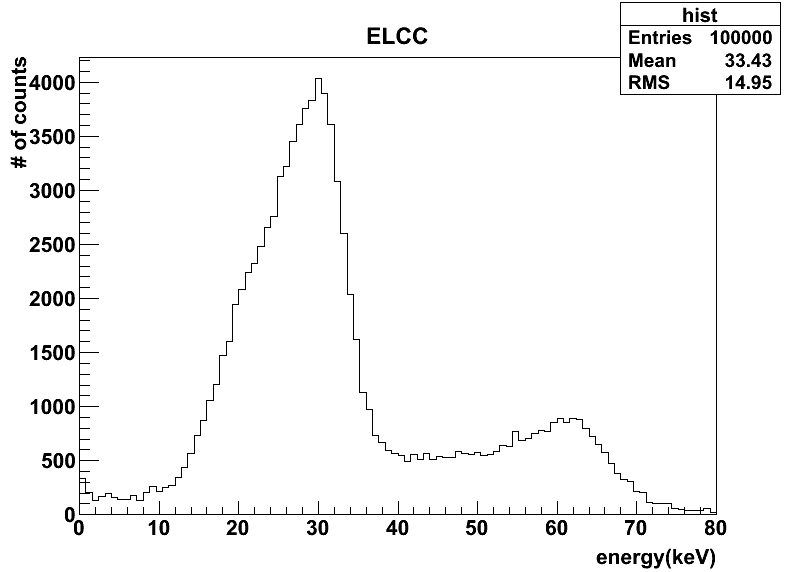 ELCC
hist
Entries 100000
Mean 33.43
RMS 14.95
# of counts
4000
3500
3000
2500
2000
1500
1000
500
0
0 10 20 30 40 50 60 70 80
energy(keV)